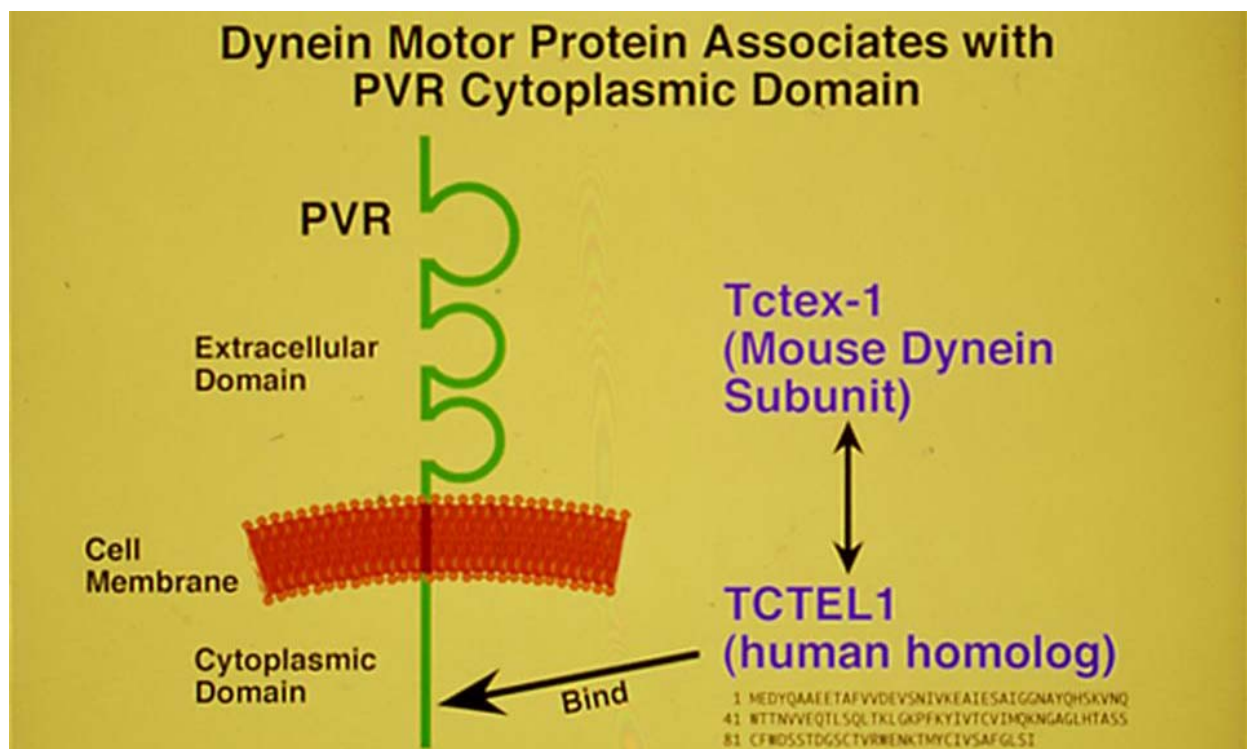 Dynein Motor Protein Associates with
PVR Cytoplasmic Domain
PVR
Extracellular
Domain
Tctex-1
(Mouse Dynein
Subunit)
Cell
Membrane
TCTEL1
(human homolog)
Cytoplasmic
Domain
Bind
1 MEDYQAAEETAFVVDEVSNIVKEAIESAIGGNAYQHSKVNQ
41 WTTNVVEQTLSQLTKLGKPFKYIVTCVIMQKNGAGLHTASS
81 CFWDSSTDGSCTVRWENKTMYCIVSAFGLSI